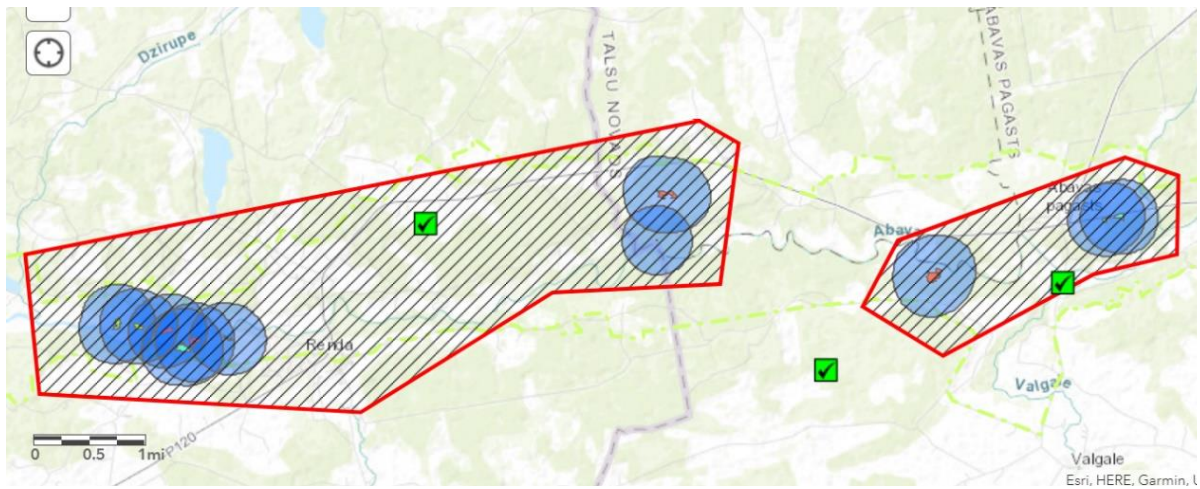 Dzirupe
TALSU NOVADS
ABAVAS PAGASTS
Abavas
pagasts
Abava
Renda
Valgale
P120
0 0.5 1mi
Valgale
Esri, HERE, Garmin, U